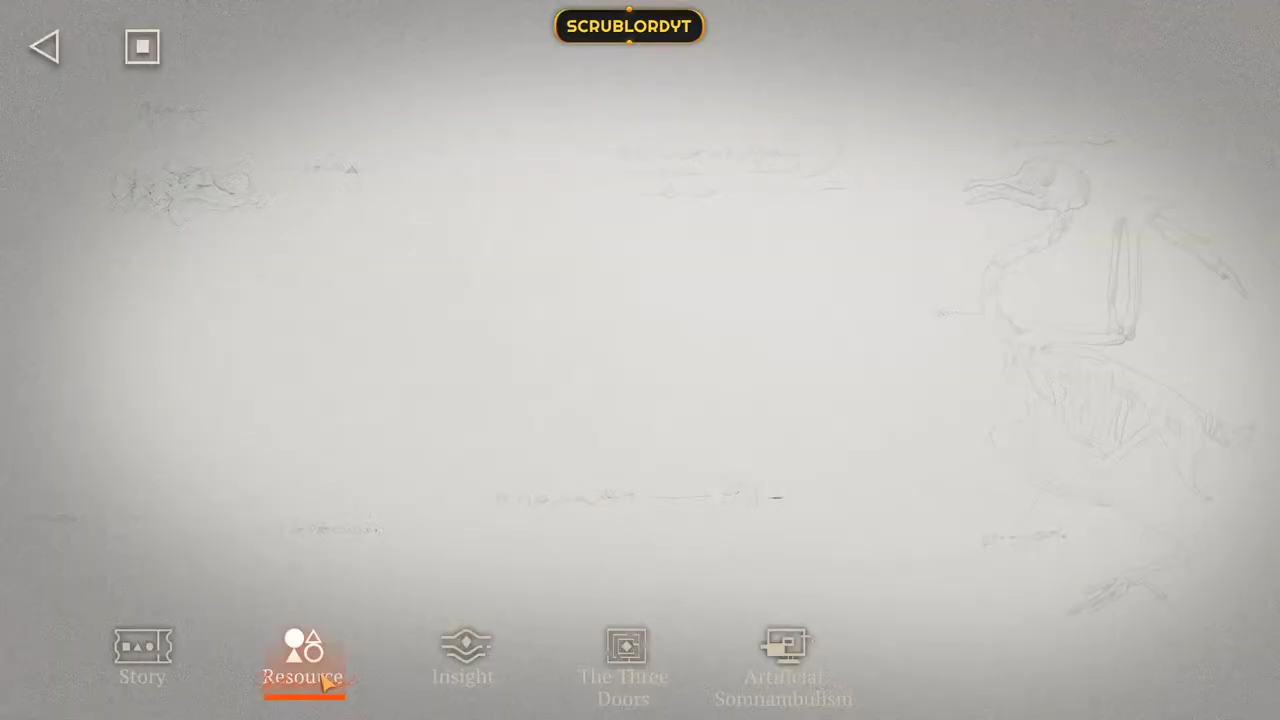 SCRUBLORDYT
Story
Resource
Insight
The Three
Doors
Artificial
Somnambulism